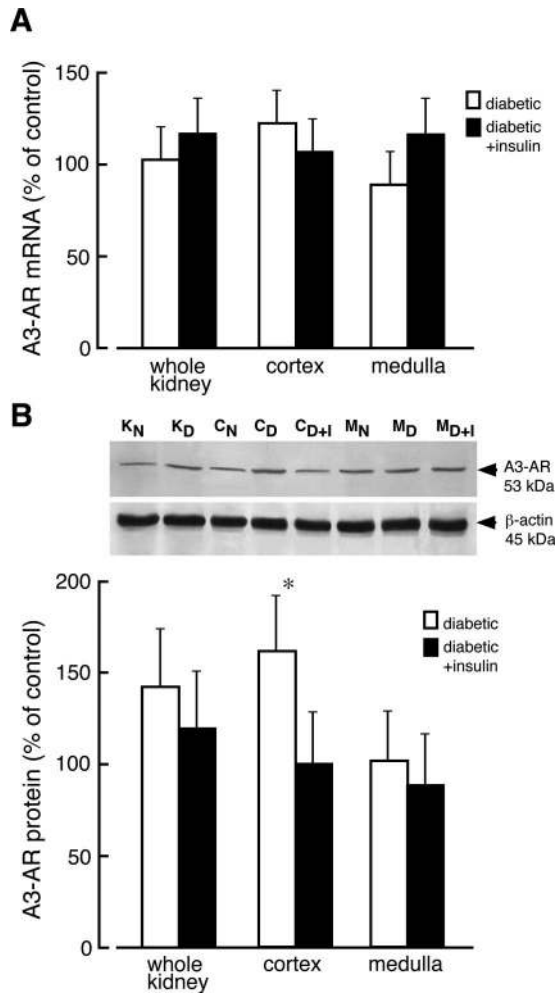 A
A3-AR mRNA (% of control)
150
100
50
0
diabetic
diabetic
+insulin
whole
kidney
cortex
medulla
B
KN KD CN CD CD+I MN MD MD+I
A3-AR
53 kDa
β-actin
45 kDa
A3-AR protein (% of control)
200
150
100
50
0
*
diabetic
diabetic
+insulin
whole
kidney
cortex
medulla